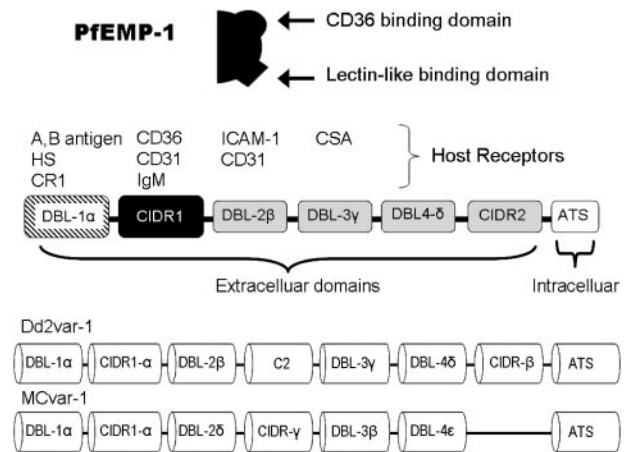 PfEMP-1
CD36 binding domain
Lectin-like binding domain
A,B antigen CD36 ICAM-1 CSA
HS CD31 CD31
CR1 IgM
Host Receptors
DBL-1α CIDR1 DBL-2β DBL-3γ DBL4-δ CIDR2 ATS
Extracelluar domains Intracelluar
Dd2var-1
DBL-1α CIDR1-α DBL-2β C2 DBL-3γ DBL-4δ CIDR-β ATS
MCvar-1
DBL-1α CIDR1-α DBL-2δ CIDR-γ DBL-3β DBL-4ε ATS